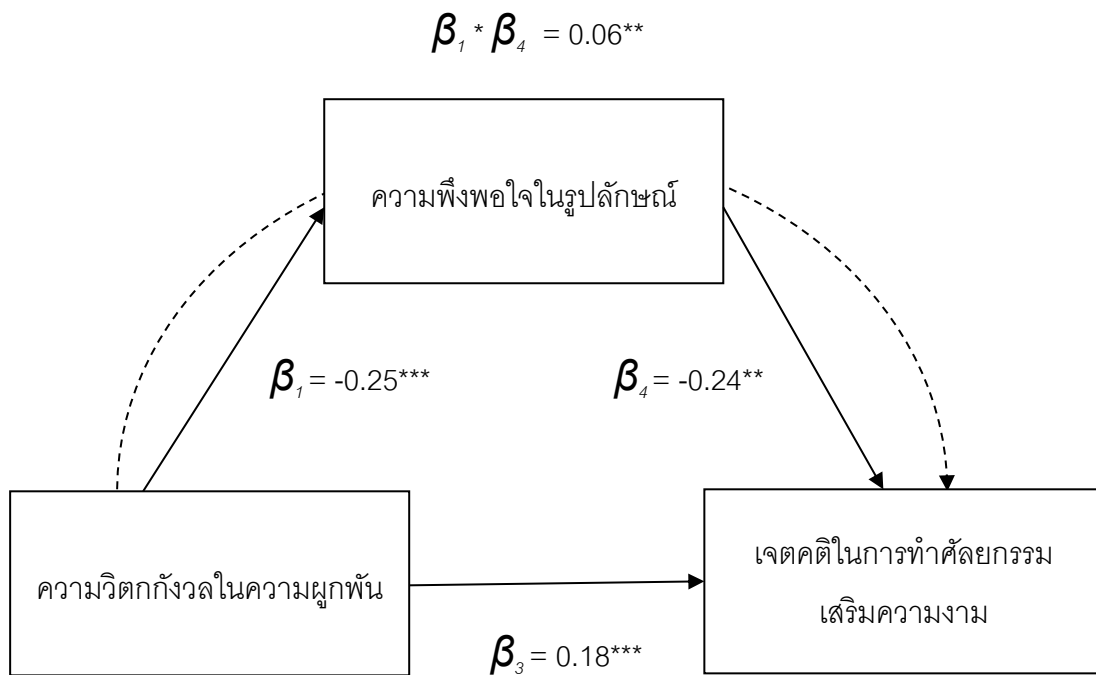 β₁ * β₄ = 0.06**
ความพึงพอใจในรูปลักษณ์
β₁ = -0.25***
β₄ = -0.24**
ความวิตกกังวลในความผูกพัน
เจตคติในการทำศัลยกรรม
เสริมความงาม
β₃ = 0.18***